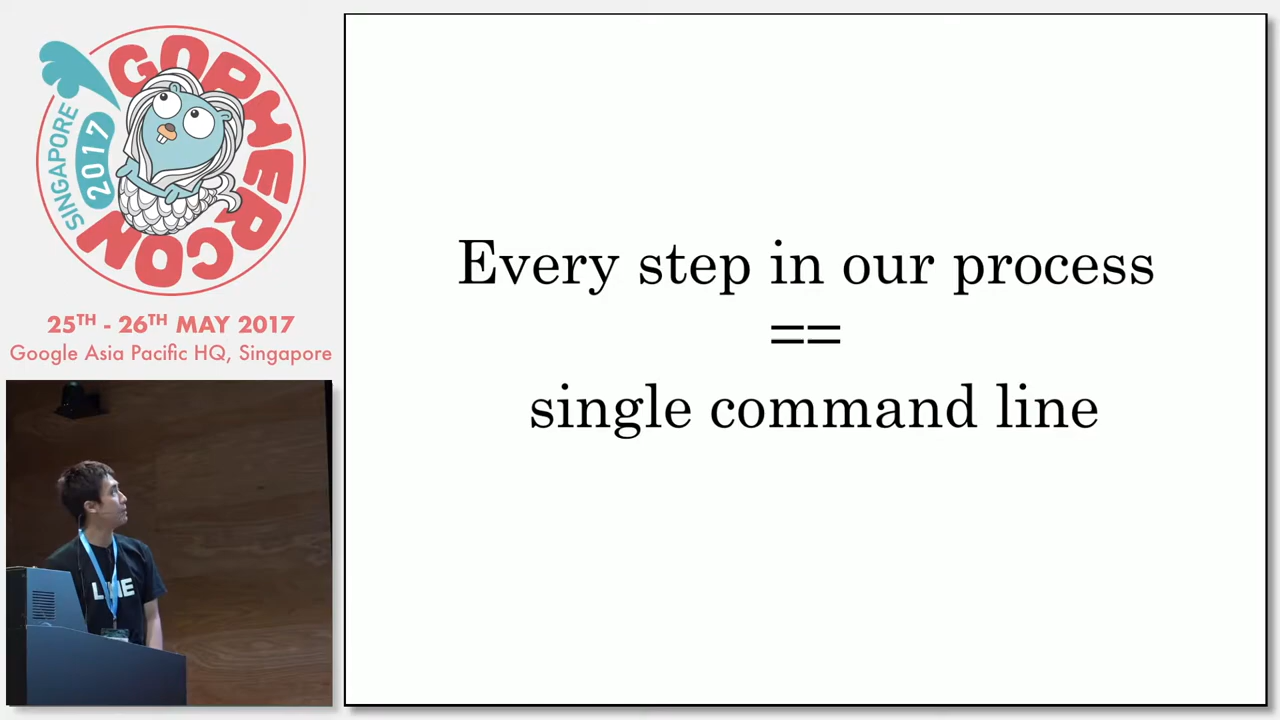 GOPHERCON
SINGAPORE
2017
25TH - 26TH MAY 2017
Google Asia Pacific HQ, Singapore
LINE
Every step in our process
==
single command line